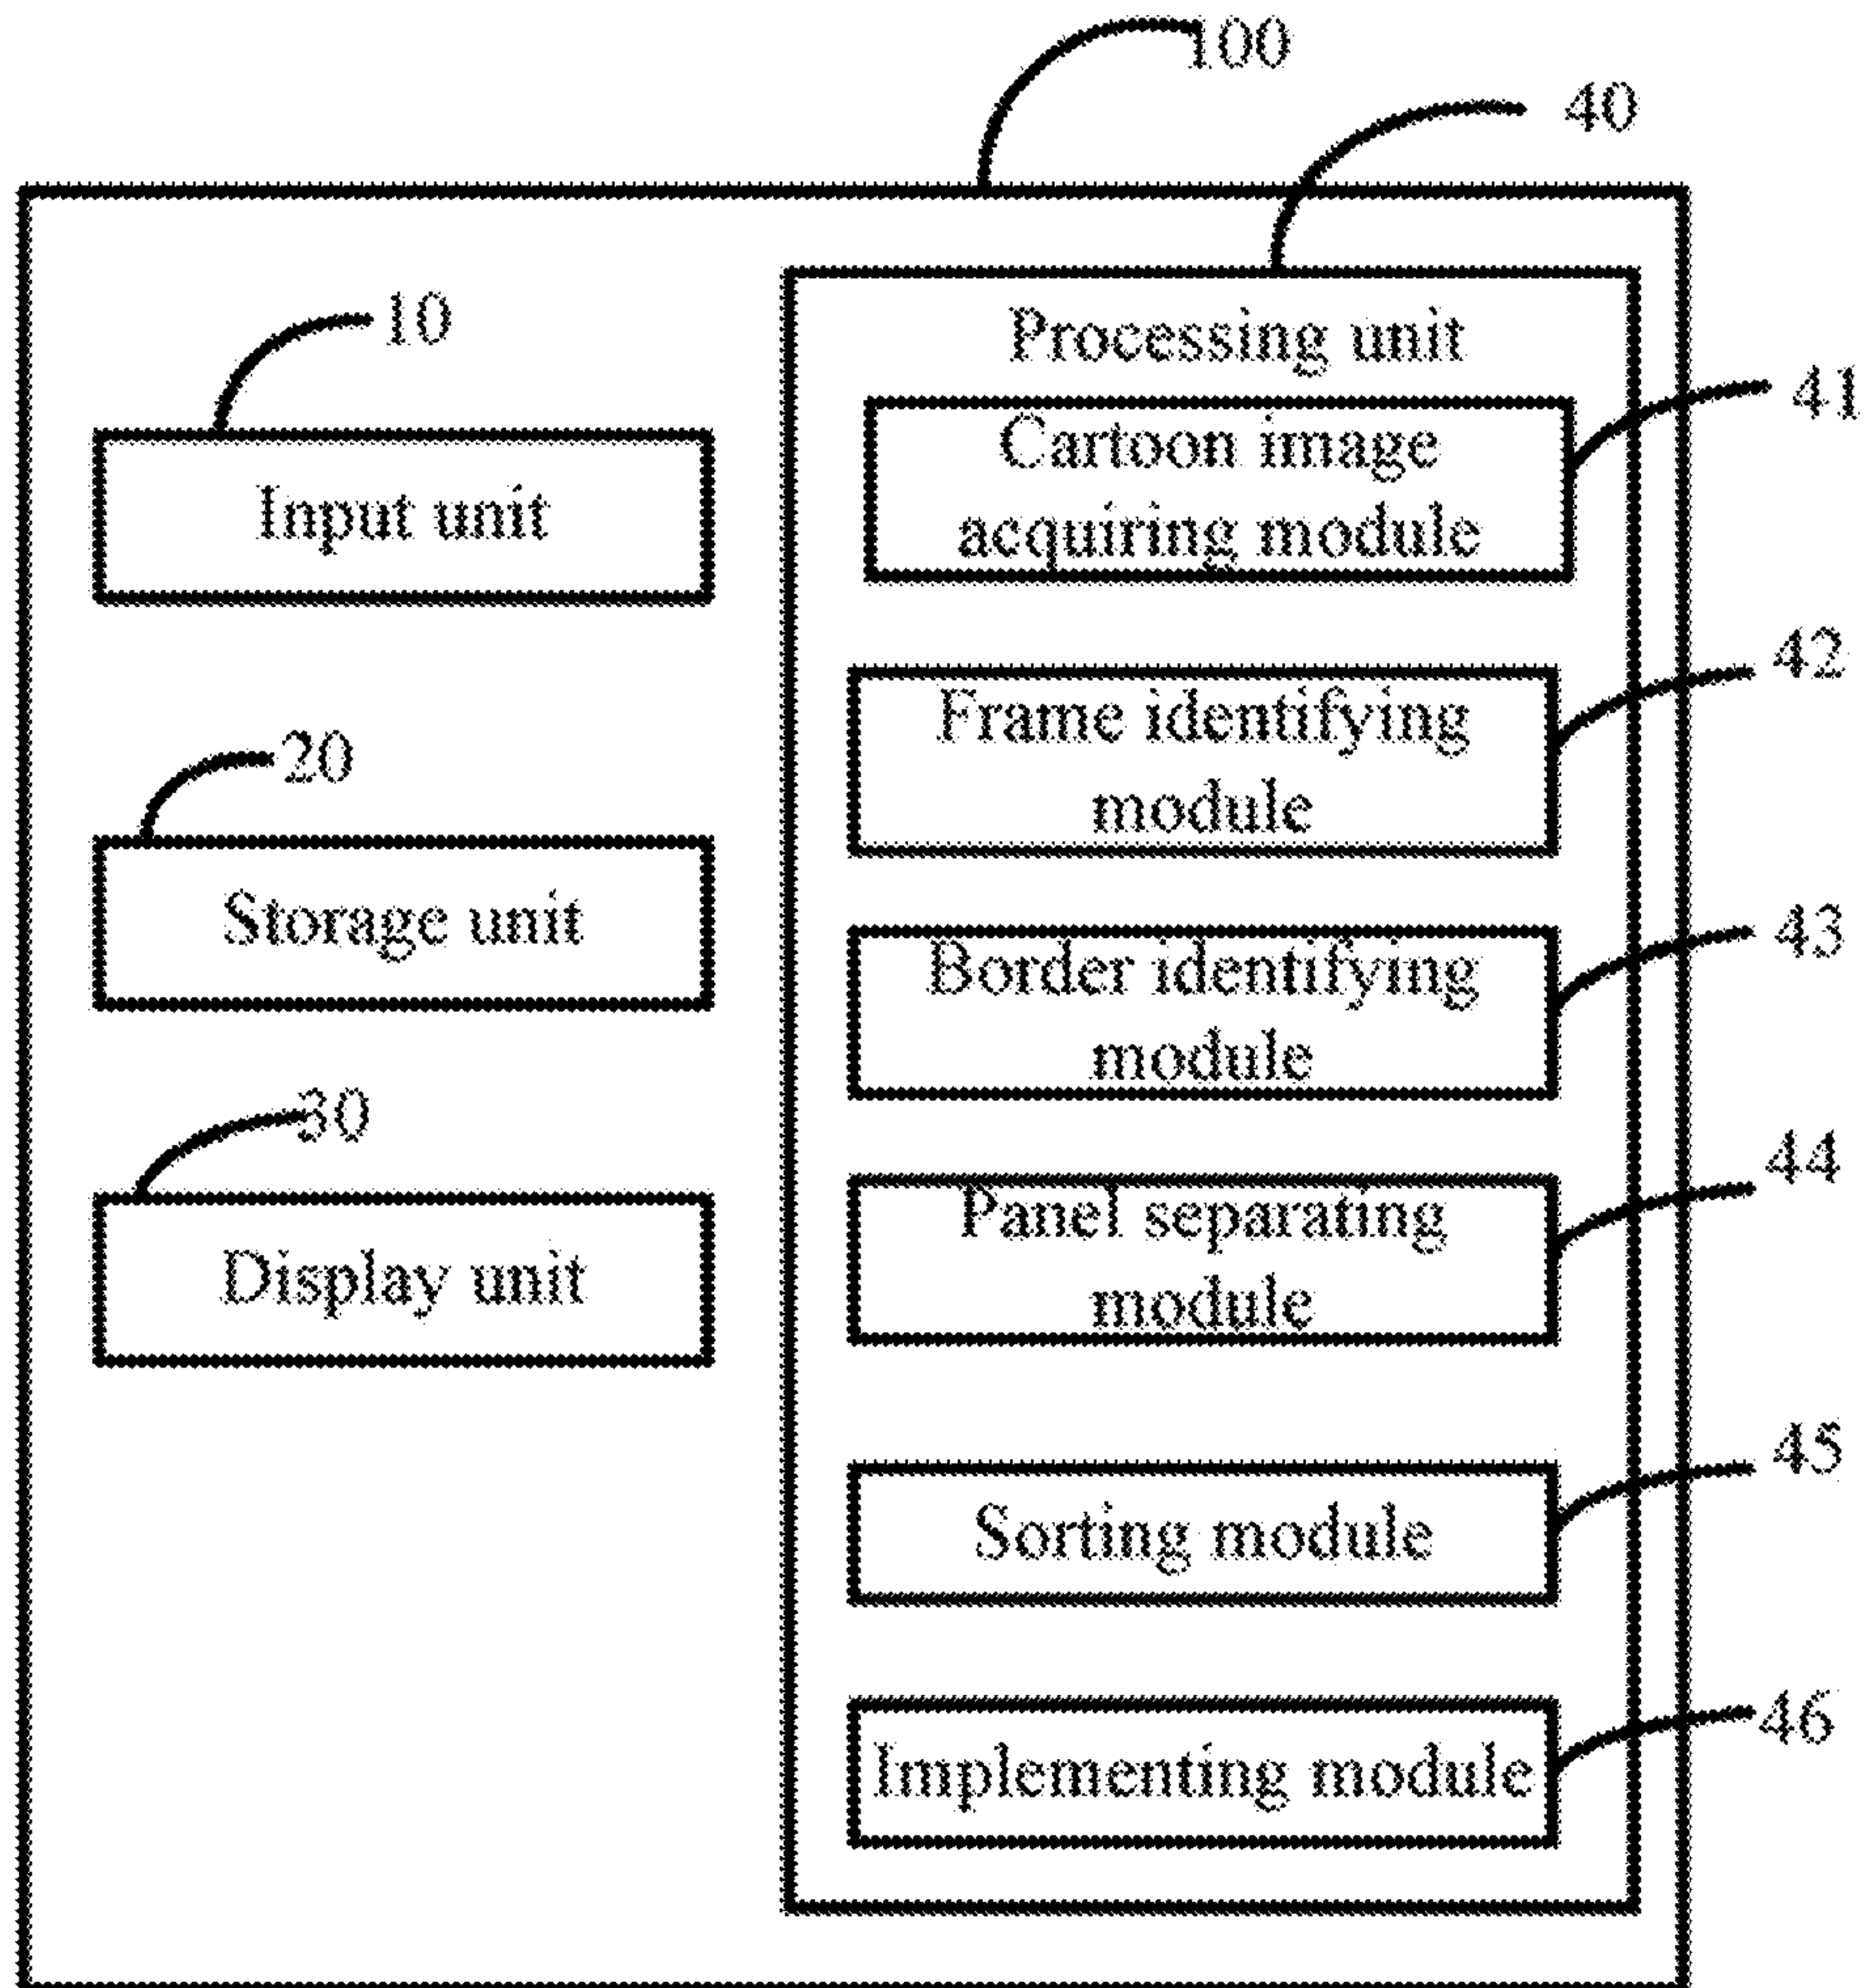 100
40
10
Processing unit
41
Cartoon image
acquiring module
Input unit
42
Frame identifying
module
20
Storage unit
43
Border identifying
module
30
Display unit
44
Panel separating
module
45
Sorting module
46
Implementing module